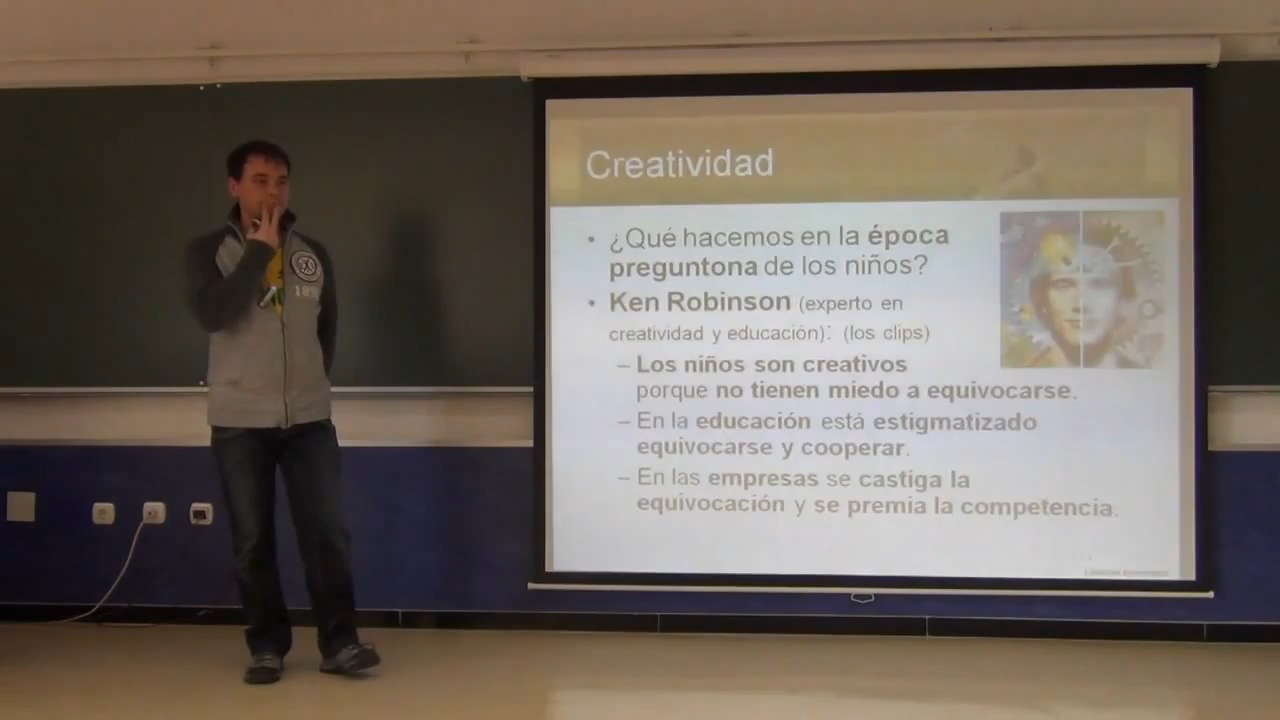 Creatividad
• ¿Qué hacemos en la época
preguntona de los niños?
• Ken Robinson (experto en
creatividad y educación): (los clips)
– Los niños son creativos
porque no tienen miedo a equivocarse.
– En la educación está estigmatizado
equivocarse y cooperar.
– En las empresas se castiga la
equivocación y se premia la competencia.